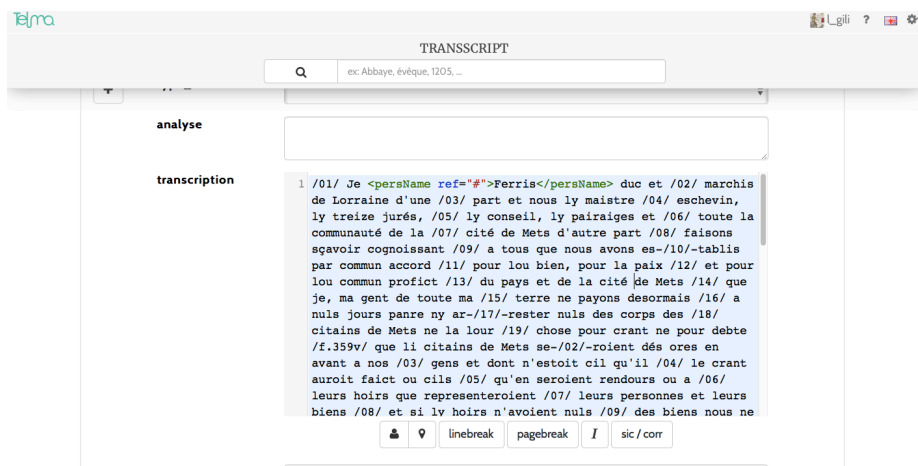 Telma
l_gili ?
TRANSSCRIPT
ex: Abbaye, évêque, 1205, ...
analyse
transcription
1 /01/ Je <persName ref="#">Ferris</persName> duc et /02/ marchis
de Lorraine d'une /03/ part et nous ly maistre /04/ eschevin,
ly treize jurés, /05/ ly conseil, ly pairaiges et /06/ toute la
communauté de la /07/ cité de Mets d'autre part /08/ faisons
sçavoir cognoissant /09/ a tous que nous avons es-/10/-tablis
par commun accord /11/ pour lou bien, pour la paix /12/ et pour
lou commun profict /13/ du pays et de la cité de Mets /14/ que
je, ma gent de toute ma /15/ terre ne payons desormais /16/ a
nuls jours panre ny ar-/17/-rester nuls des corps des /18/
citains de Mets ne la lour /19/ chose pour crant ne pour debte
/f.359v/ que li citains de Mets se-/02/-roient dés ores en
avant a nos /03/ gens et dont n'estoit cil qu'il /04/ le crant
auroit faict ou cils /05/ qu'en seroient rendours ou a /06/
leurs hoirs que representeroient /07/ leurs personnes et leurs
biens /08/ et si ly hoirs n'avoient nuls /09/ des biens nous ne
linebreak pagebreak I sic / corr